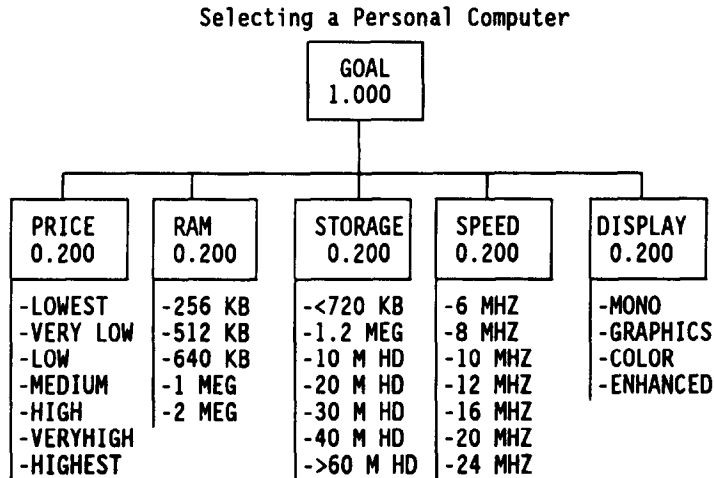 Selecting a Personal Computer
GOAL
1.000
PRICE
0.200
-LOWEST
-VERY LOW
-LOW
-MEDIUM
-HIGH
-VERYHIGH
-HIGHEST
RAM
0.200
-256 KB
-512 KB
-640 KB
-1 MEG
-2 MEG
STORAGE
0.200
-<720 KB
-1.2 MEG
-10 M HD
-20 M HD
-30 M HD
-40 M HD
->60 M HD
SPEED
0.200
-6 MHZ
-8 MHZ
-10 MHZ
-12 MHZ
-16 MHZ
-20 MHZ
-24 MHZ
DISPLAY
0.200
-MONO
-GRAPHICS
-COLOR
-ENHANCED